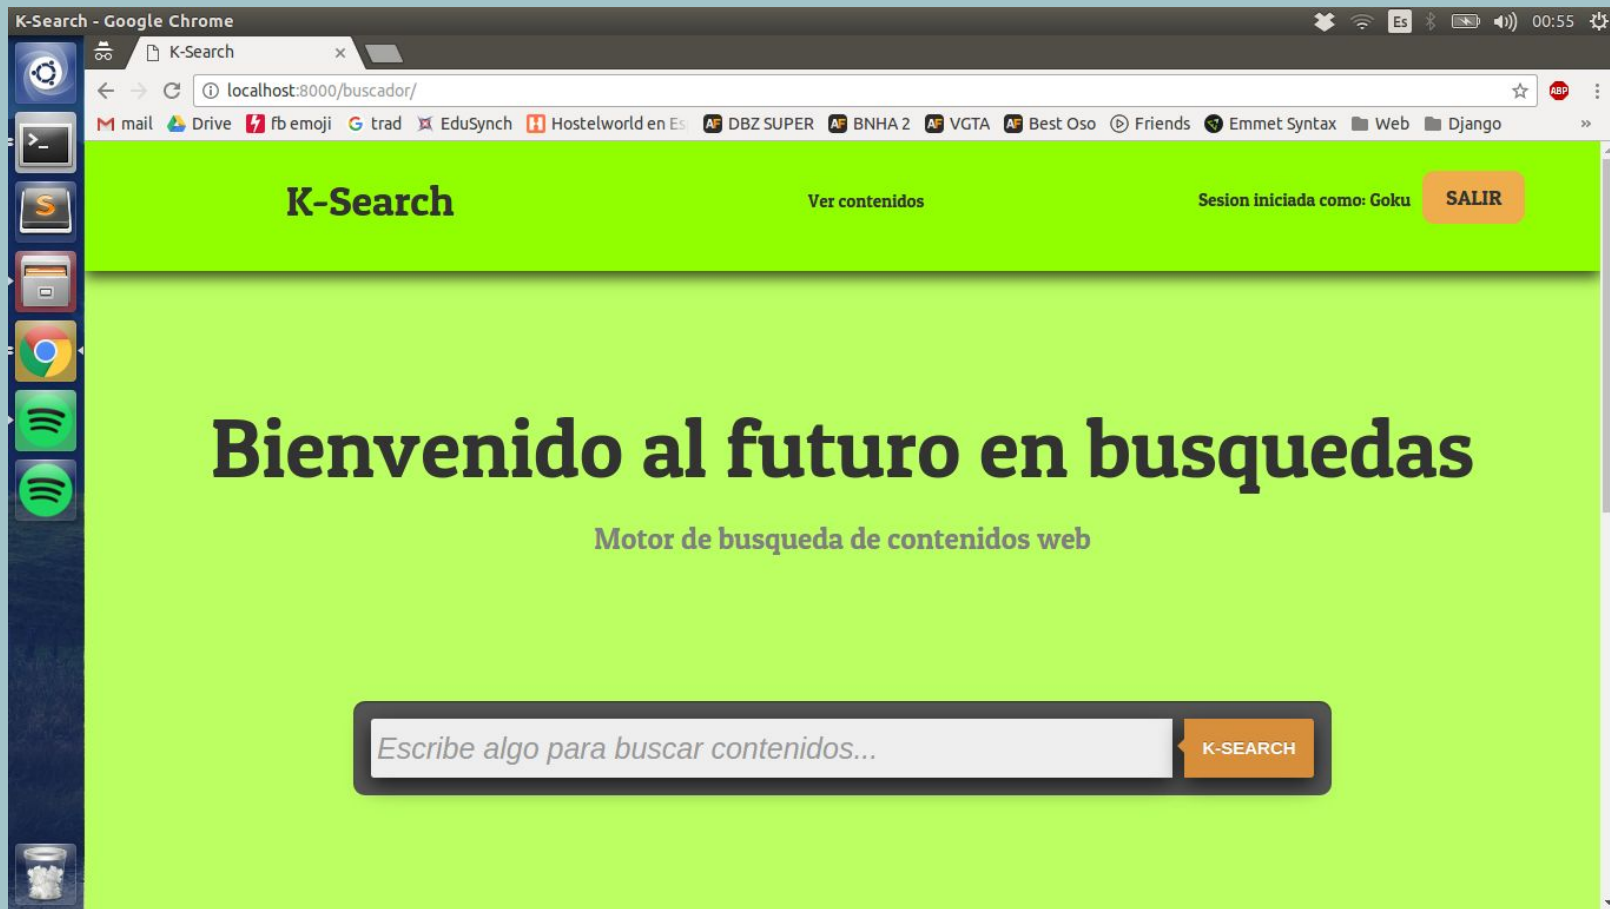 K-Search - Google Chrome
Es 00:55
K-Search
localhost:8000/buscador/
ABP
mail Drive fb emoji trad EduSynch Hostelworld en Es DBZ SUPER BNHA 2 VGTA Best Oso Friends Emmet Syntax Web Django »
K-Search Ver contenidos Sesion iniciada como: Goku SALIR
Bienvenido al futuro en busquedas
Motor de busqueda de contenidos web
Escribe algo para buscar contenidos... K-SEARCH